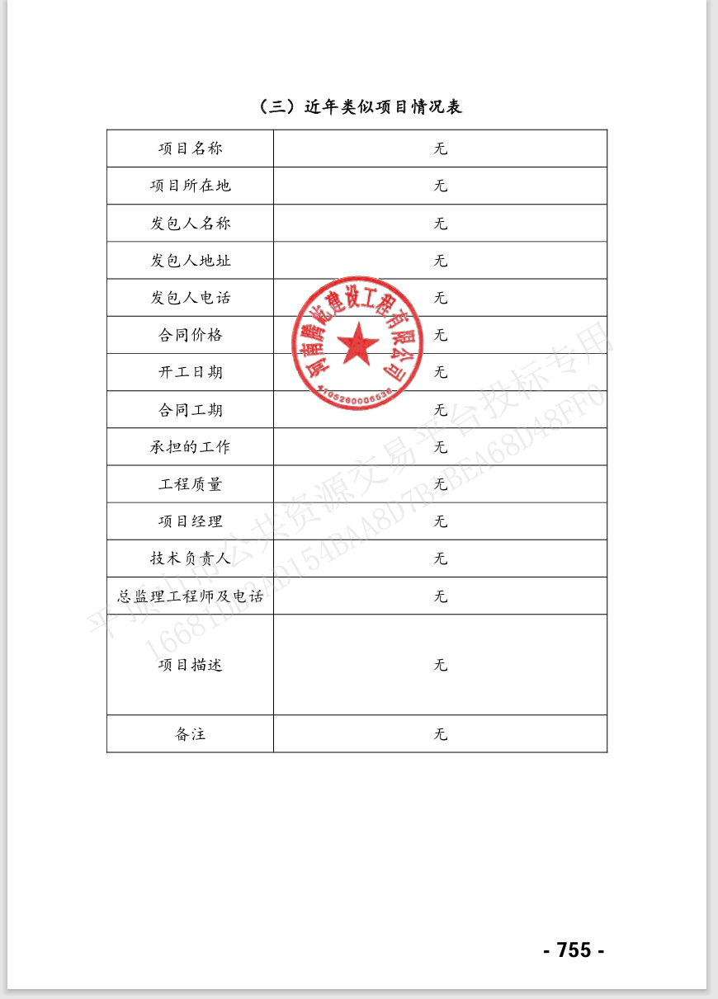 （三）近年类似项目情况表
项目名称 无
项目所在地 无
发包人名称 无
发包人地址 无
发包人电话 无
合同价格 无
开工日期 无
合同工期 无
承担的工作 无
工程质量 无
项目经理 无
技术负责人 无
总监理工程师及电话 无
项目描述 无
备注 无
河南腾屹建设工程有限公司
4105260006536
平顶山市公共资源交易平台投标专用
- 755 -